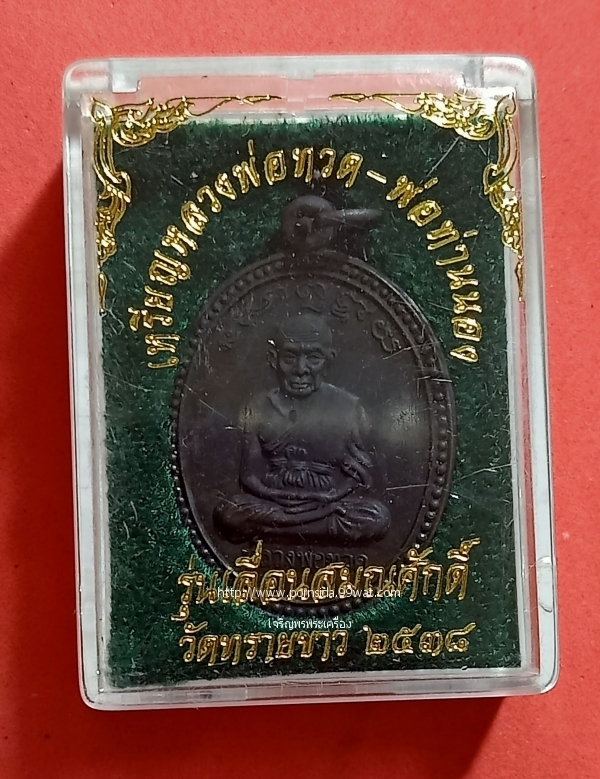 เหรียญหลวงพ่อทวด - พ่อท่านนอง
หลวงพ่อทวด
รุ่นเลื่อนสมณศักดิ์
http://www.pornsida.99wat.com
เจริญพรพระเครื่อง
วัดทรายขาว ๒๕๓๘